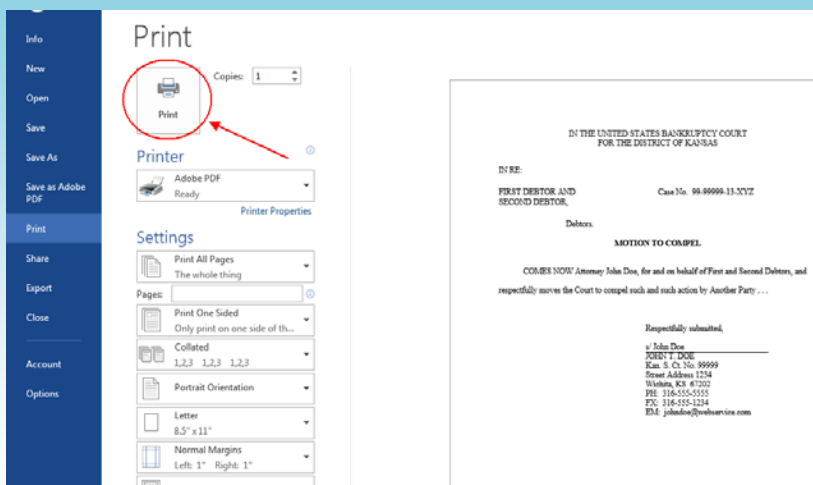 Info
New
Open
Save
Save As
Save as Adobe
PDF
Print
Share
Export
Close
Account
Options
Print
Copies: 1
Print
Printer
Adobe PDF
Ready
Printer Properties
Settings
Print All Pages
The whole thing
Pages:
Print One Sided
Only print on one side of th...
Collated
1,2,3 1,2,3 1,2,3
Portrait Orientation
Letter
8.5" x 11"
Normal Margins
Left: 1" Right: 1"
IN THE UNITED STATES BANKRUPTCY COURT
FOR THE DISTRICT OF KANSAS
IN RE:
FIRST DEBTOR AND Case No. 99-99999-13-XYZ
SECOND DEBTOR,
Debtors.
MOTION TO COMPEL
COMES NOW Attorney John Doe, for and on behalf of First and Second Debtors, and
respectfully moves the Court to compel such and such action by Another Party . . .
Respectfully submitted,
s/ John Doe
JOHN T. DOE
Kan. S. Ct. No. 99999
Street Address 1234
Wichita, KS 67202
PH: 316-555-5555
FX: 316-555-1234
EM: johndoe@webservice.com